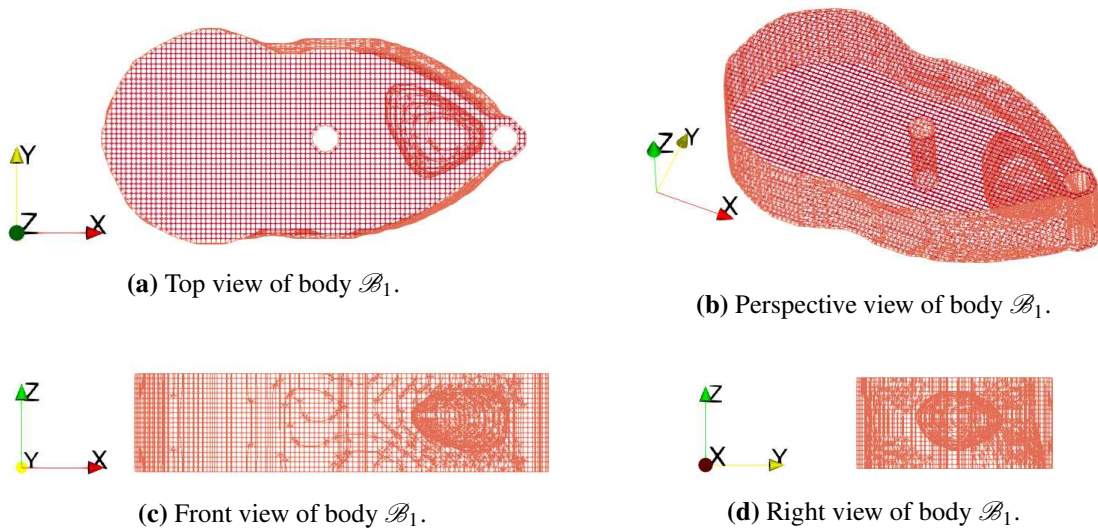 Y
Z
X
(a) Top view of body ℬ₁.
Z
Y
X
(b) Perspective view of body ℬ₁.
Z
Y
X
(c) Front view of body ℬ₁.
Z
X
Y
(d) Right view of body ℬ₁.